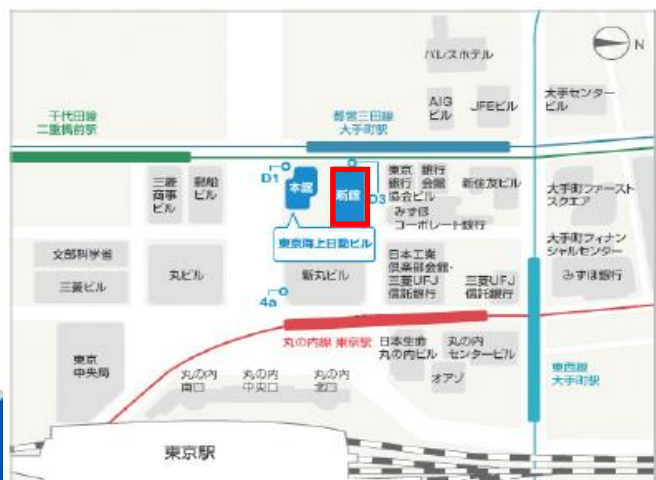 N
パレスホテル
千代田線
二重橋前駅
都営三田線
大手町駅
AIG
ビル
JFEビル
大手センター
ビル
三菱
商事
ビル
郵船
ビル
D1
本館
新館
D3
東京 銀行
銀行 会館
協会ビル
みずほ
コーポレート銀行
新住友ビル
大手町ファースト
スクエア
東京海上日動ビル
文部科学省
三菱ビル
丸ビル
新丸ビル
4a
日本工業
倶楽部会館・
三菱UFJ
信託銀行
三菱UFJ
信託銀行
大手町フィナン
シャルセンター
みずほ銀行
丸の内線 東京駅
日本生命
丸の内ビル
丸の内
センタービル
オアゾ
東西線
大手町駅
東京
中央局
丸の内
南口
丸の内
中央口
丸の内
北口
東京駅